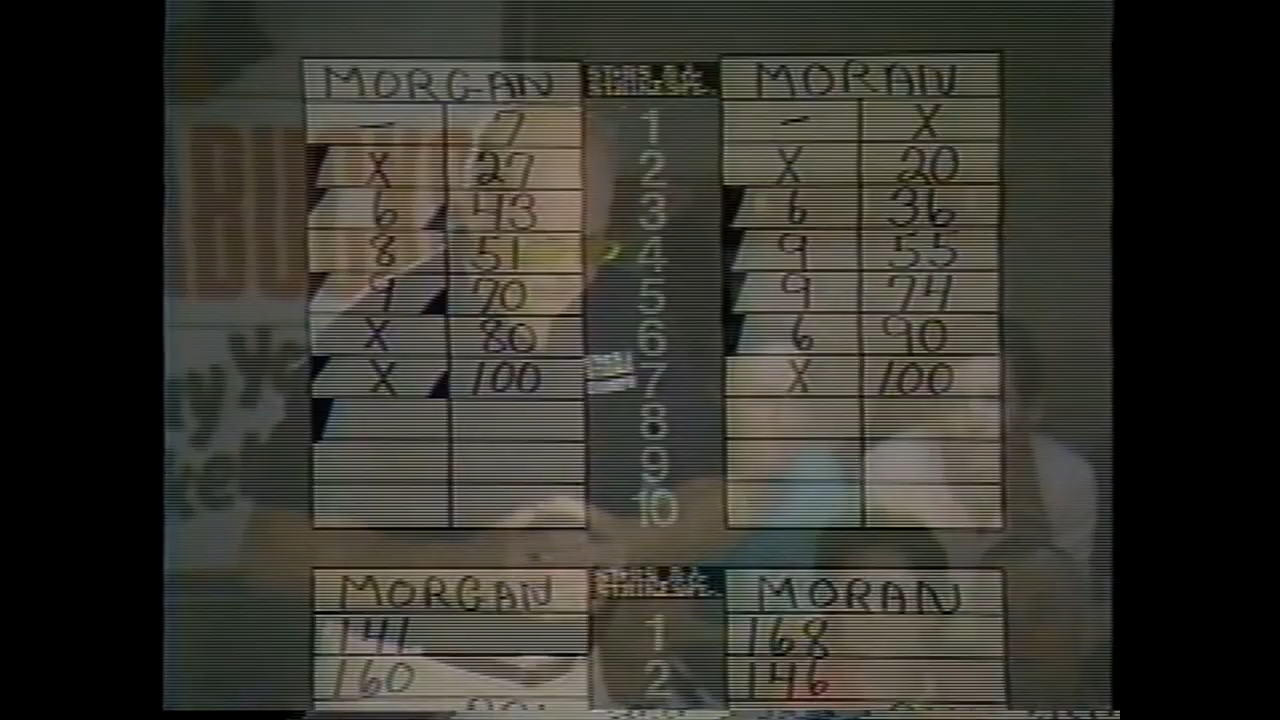 MORGAN MORAN
– 7 1 – X
X 27 2 X 20
6 43 3 6 36
8 51 4 9 55
9 70 5 9 74
X 80 6 6 90
X 100 7 X 100
8
9
10
MORGAN MORAN
141 1 168
160 2 146